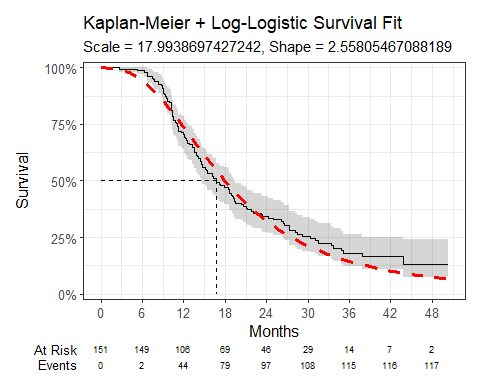 Kaplan-Meier + Log-Logistic Survival Fit
Scale = 17.9938697427242, Shape = 2.55805467088189
100%
75%
50%
25%
0%
Survival
0 6 12 18 24 30 36 42 48
Months
At Risk 151 149 106 69 46 29 14 7 2
Events 0 2 44 79 97 108 115 116 117